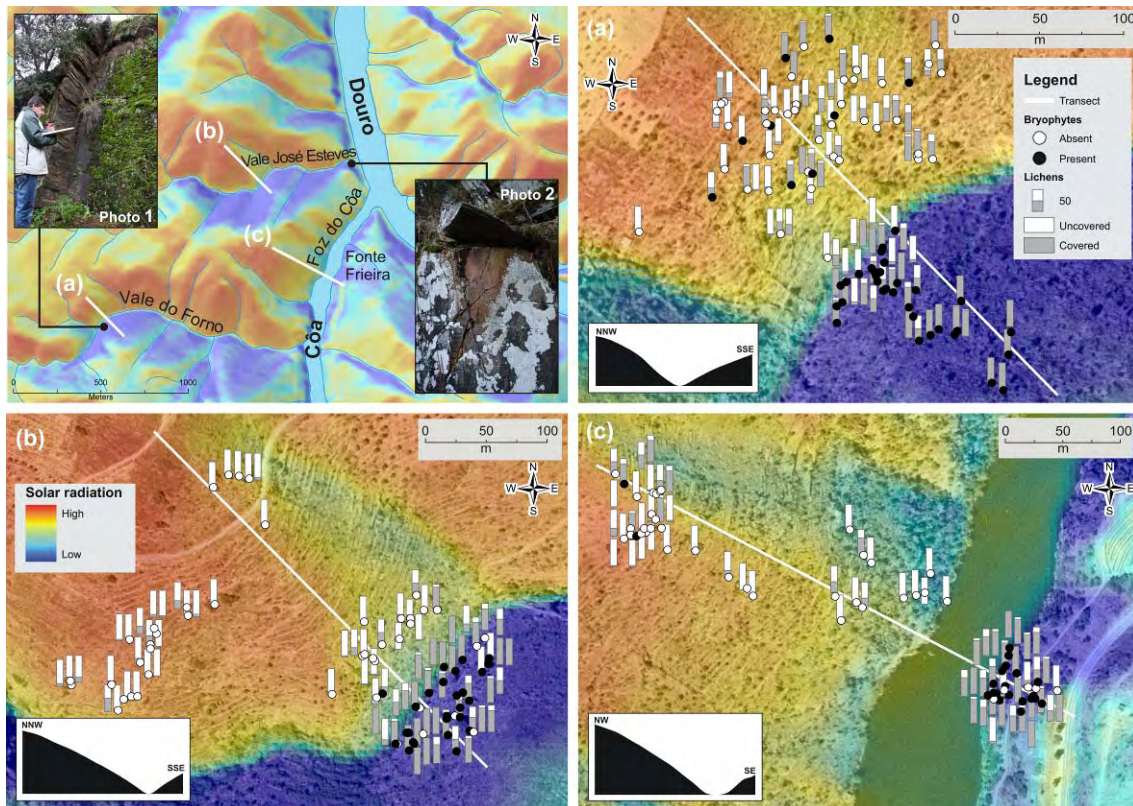 Photo 1
(b)
Vale José Esteves
Douro
N
W E
S
Foz do Côa
Photo 2
(c)
Fonte
Frieira
(a)
Vale do Forno
Côa
0 500 1000
Meters
(a)
0 50 100
m
N
W E
S
Legend
Transect
Bryophytes
Absent
Present
Lichens
50
Uncovered
Covered
NNW
SSE
(b)
0 50 100
m
N
W E
S
Solar radiation
High
Low
NNW
SSE
(c)
0 50 100
m
N
W E
S
NW
SE